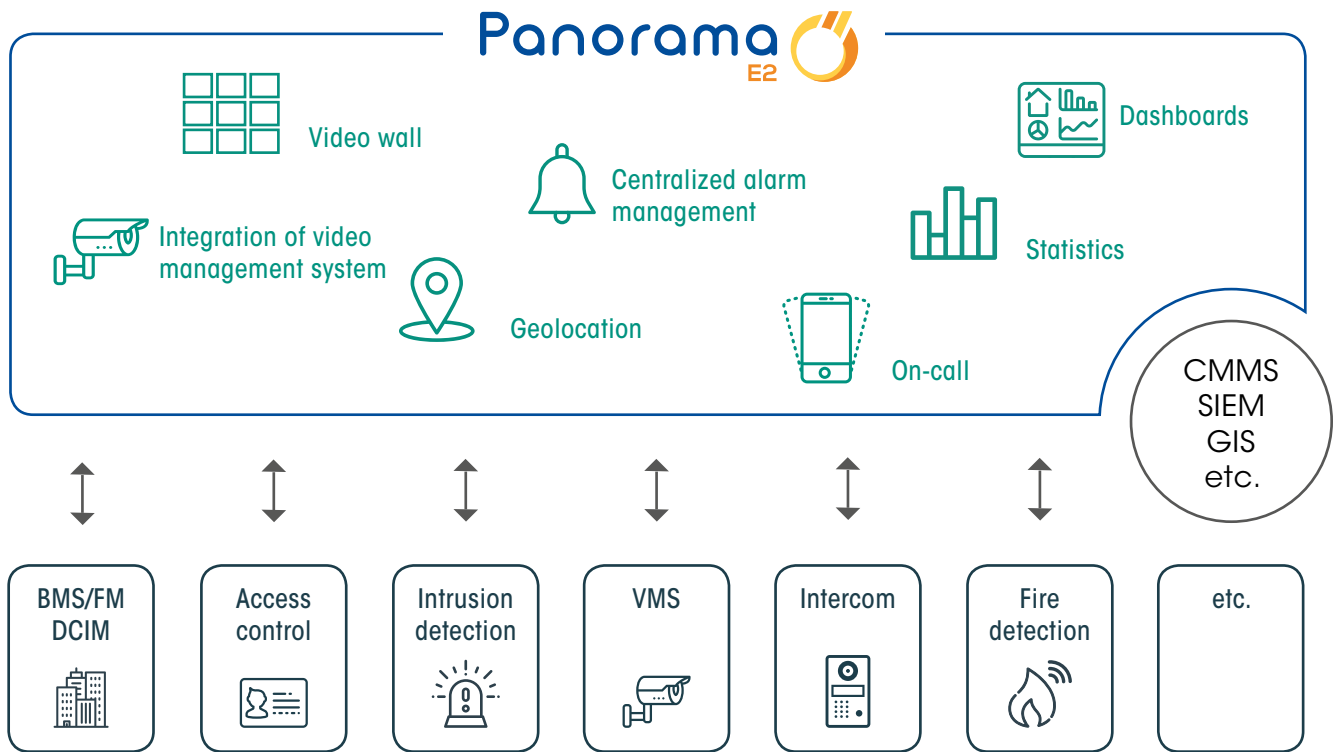 Panorama
E2
Video wall
Dashboards
Centralized alarm
management
Integration of video
management system
Statistics
Geolocation
On-call
CMMS
SIEM
GIS
etc.
BMS/FM
DCIM
Access
control
Intrusion
detection
VMS
Intercom
Fire
detection
etc.